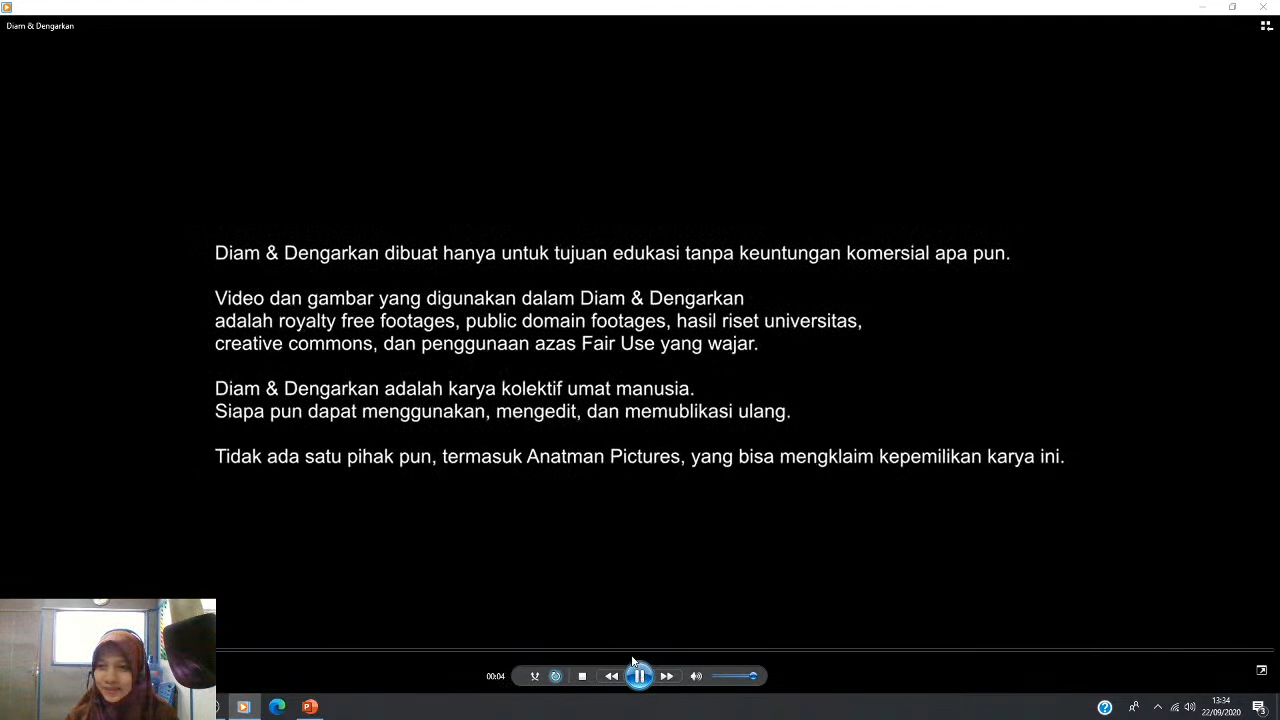 Diam & Dengarkan
Diam & Dengarkan dibuat hanya untuk tujuan edukasi tanpa keuntungan komersial apa pun.
Video dan gambar yang digunakan dalam Diam & Dengarkan
adalah royalty free footages, public domain footages, hasil riset universitas,
creative commons, dan penggunaan azas Fair Use yang wajar.
Diam & Dengarkan adalah karya kolektif umat manusia.
Siapa pun dapat menggunakan, mengedit, dan memublikasi ulang.
Tidak ada satu pihak pun, termasuk Anatman Pictures, yang bisa mengklaim kepemilikan karya ini.
00:04
13:34
22/09/2020